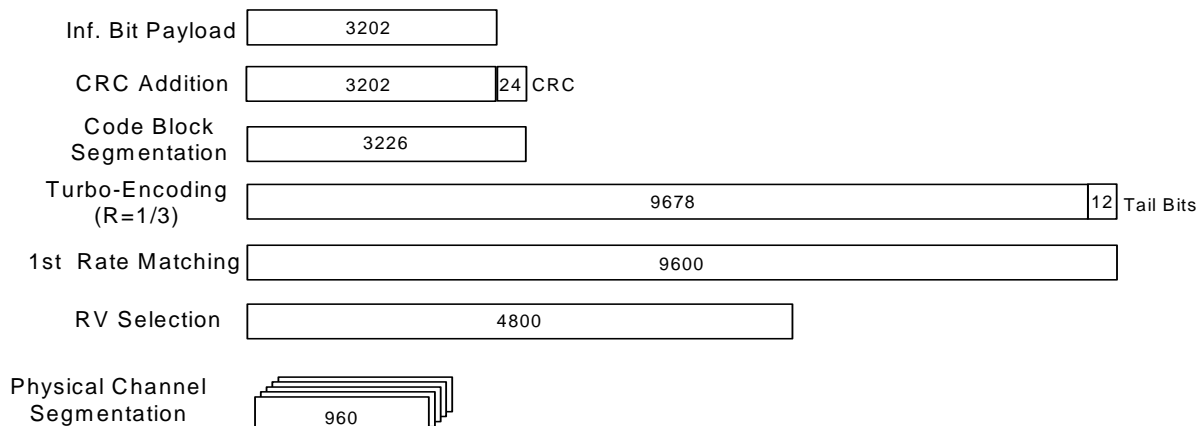 Inf. Bit Payload 3202
CRC Addition 3202 24 CRC
Code Block
Segmentation 3226
Turbo-Encoding
(R=1/3) 9678 12 Tail Bits
1st Rate Matching 9600
RV Selection 4800
Physical Channel
Segmentation 960